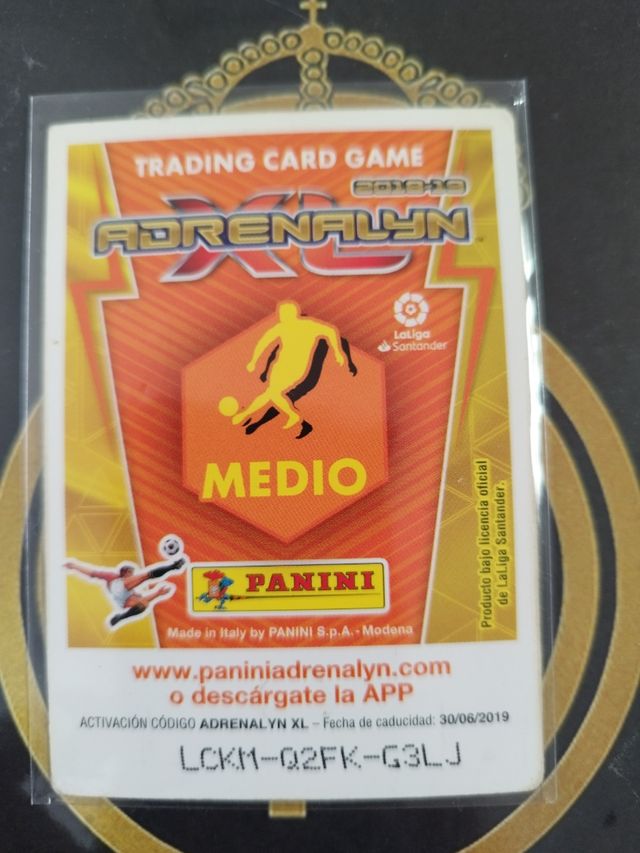 TRADING CARD GAME
2018-19
ADRENALYN
XL
LaLiga
Santander
MEDIO
PANINI
Made in Italy by PANINI S.p.A. - Modena
Producto bajo licencia oficial
de LaLiga Santander.
www.paniniadrenalyn.com
o descárgate la APP
ACTIVACIÓN CÓDIGO ADRENALYN XL – Fecha de caducidad: 30/06/2019
LCKM-Q2FK-G3LJ